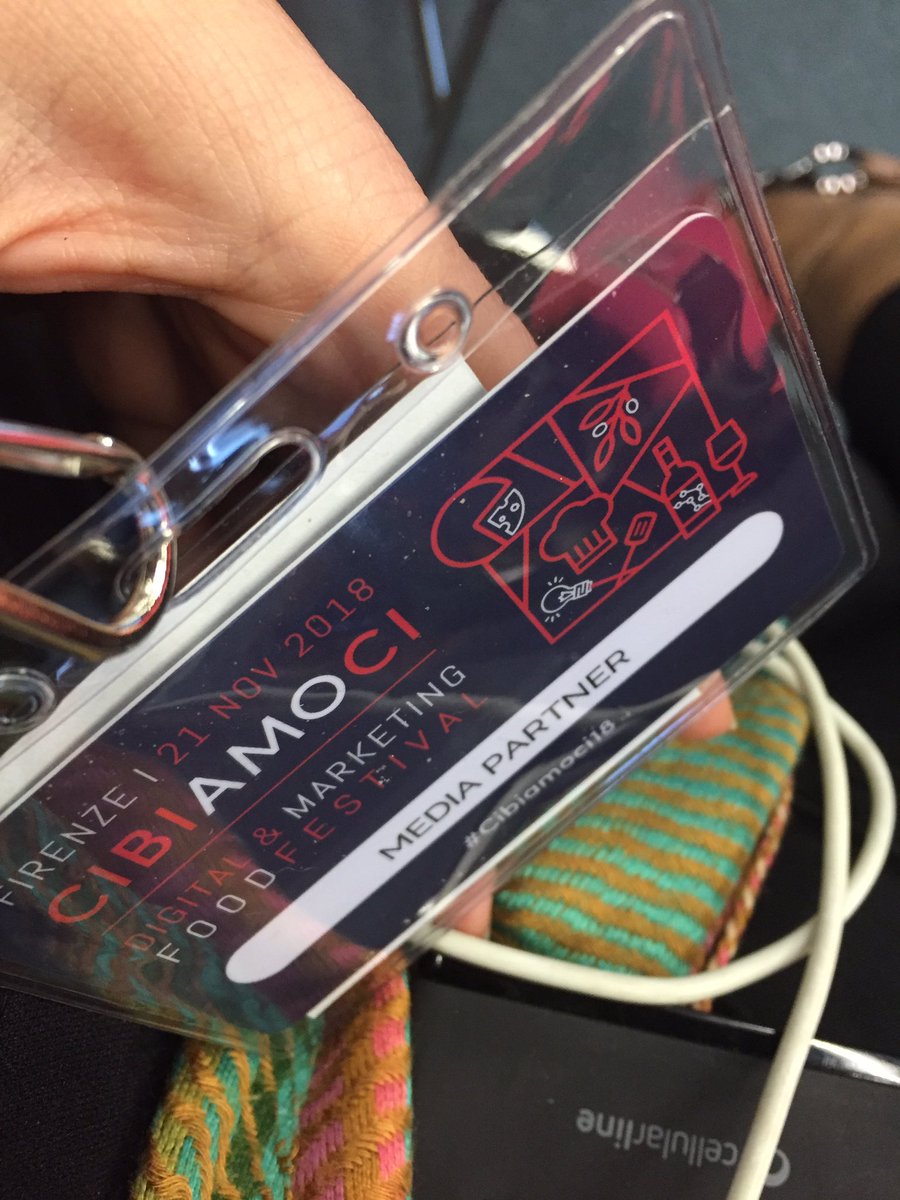 FIRENZE | 21 NOV 2018
CIBIAMOCI
DIGITAL & MARKETING
FOOD FESTIVAL
MEDIA PARTNER
#Cibiamoci18
cellularline